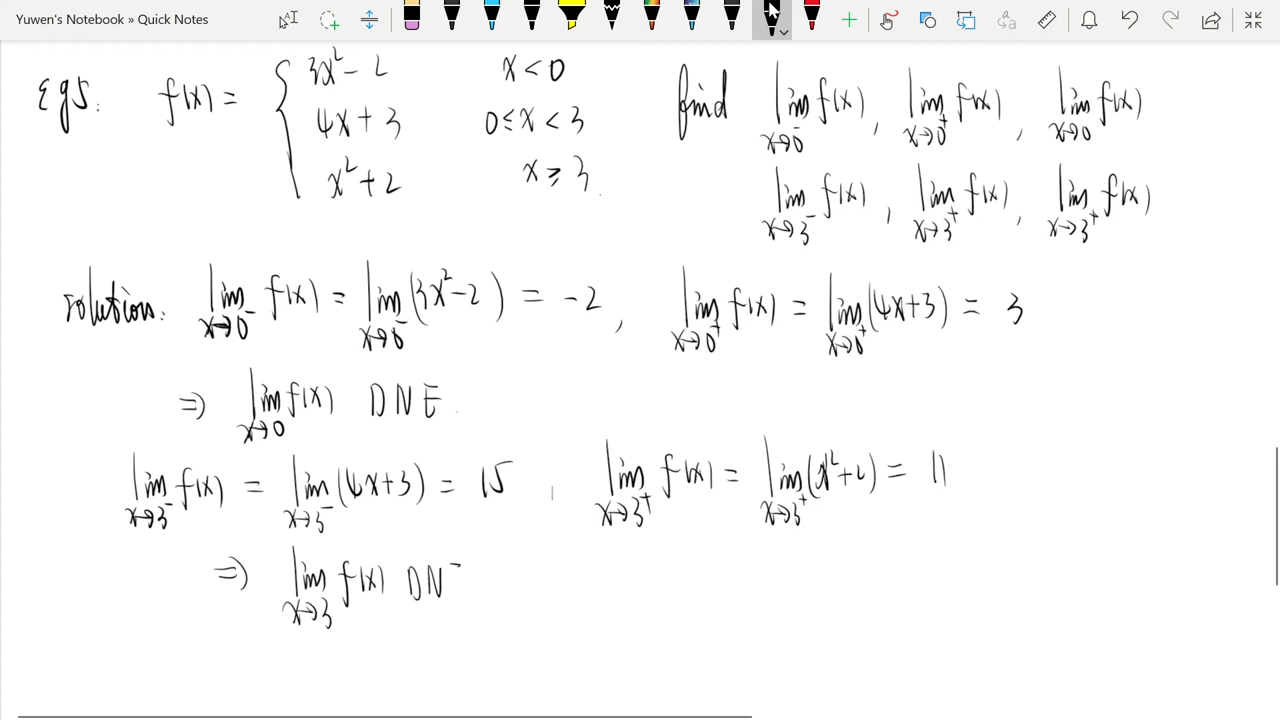 Yuwen's Notebook » Quick Notes
Eg5. f(x) = { 3x² - 2   x < 0
4x + 3   0 ≤ x < 3
x² + 2   x ≥ 3.
find lim x→0⁻ f(x), lim x→0⁺ f(x), lim x→0 f(x)
lim x→3⁻ f(x), lim x→3⁺ f(x), lim x→3⁺ f(x)
solution: lim x→0⁻ f(x) = lim x→0⁻ (3x²-2) = -2, lim x→0⁺ f(x) = lim x→0⁺ (4x+3) = 3
⇒ lim x→0 f(x) DNE.
lim x→3⁻ f(x) = lim x→3⁻ (4x+3) = 15, lim x→3⁺ f(x) = lim x→3⁺ (x²+2) = 11
⇒ lim x→3 f(x) DN